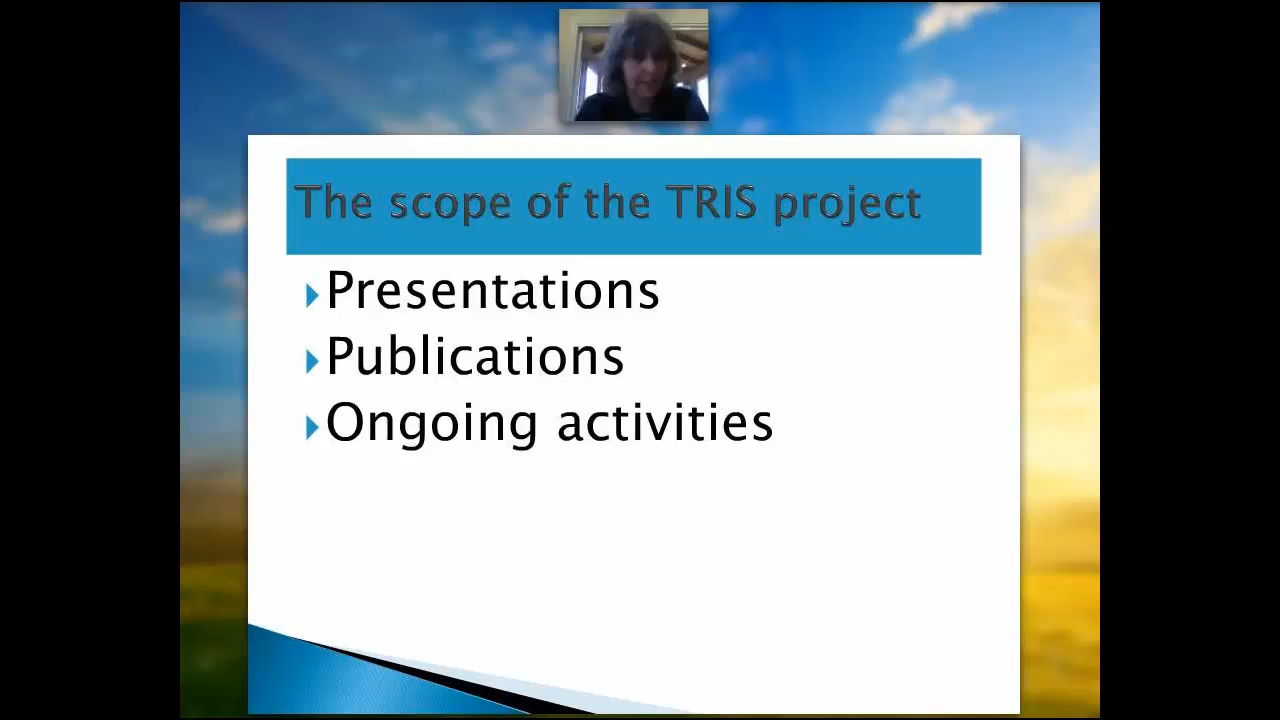 The scope of the TRIS project
Presentations
Publications
Ongoing activities